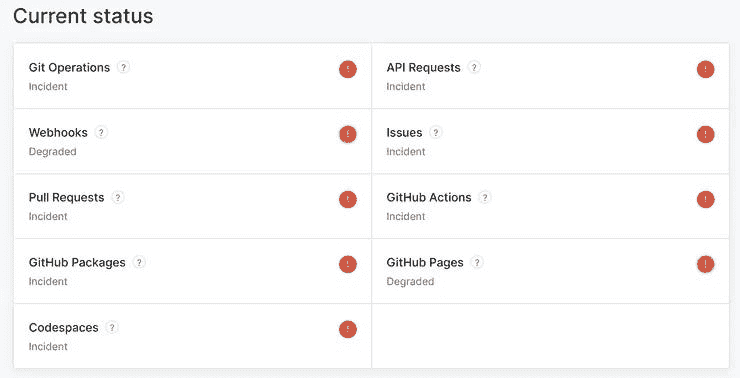 Current status
Git Operations ?
Incident
API Requests ?
Incident
Webhooks ?
Degraded
Issues ?
Incident
Pull Requests ?
Incident
GitHub Actions ?
Incident
GitHub Packages ?
Incident
GitHub Pages ?
Degraded
Codespaces ?
Incident